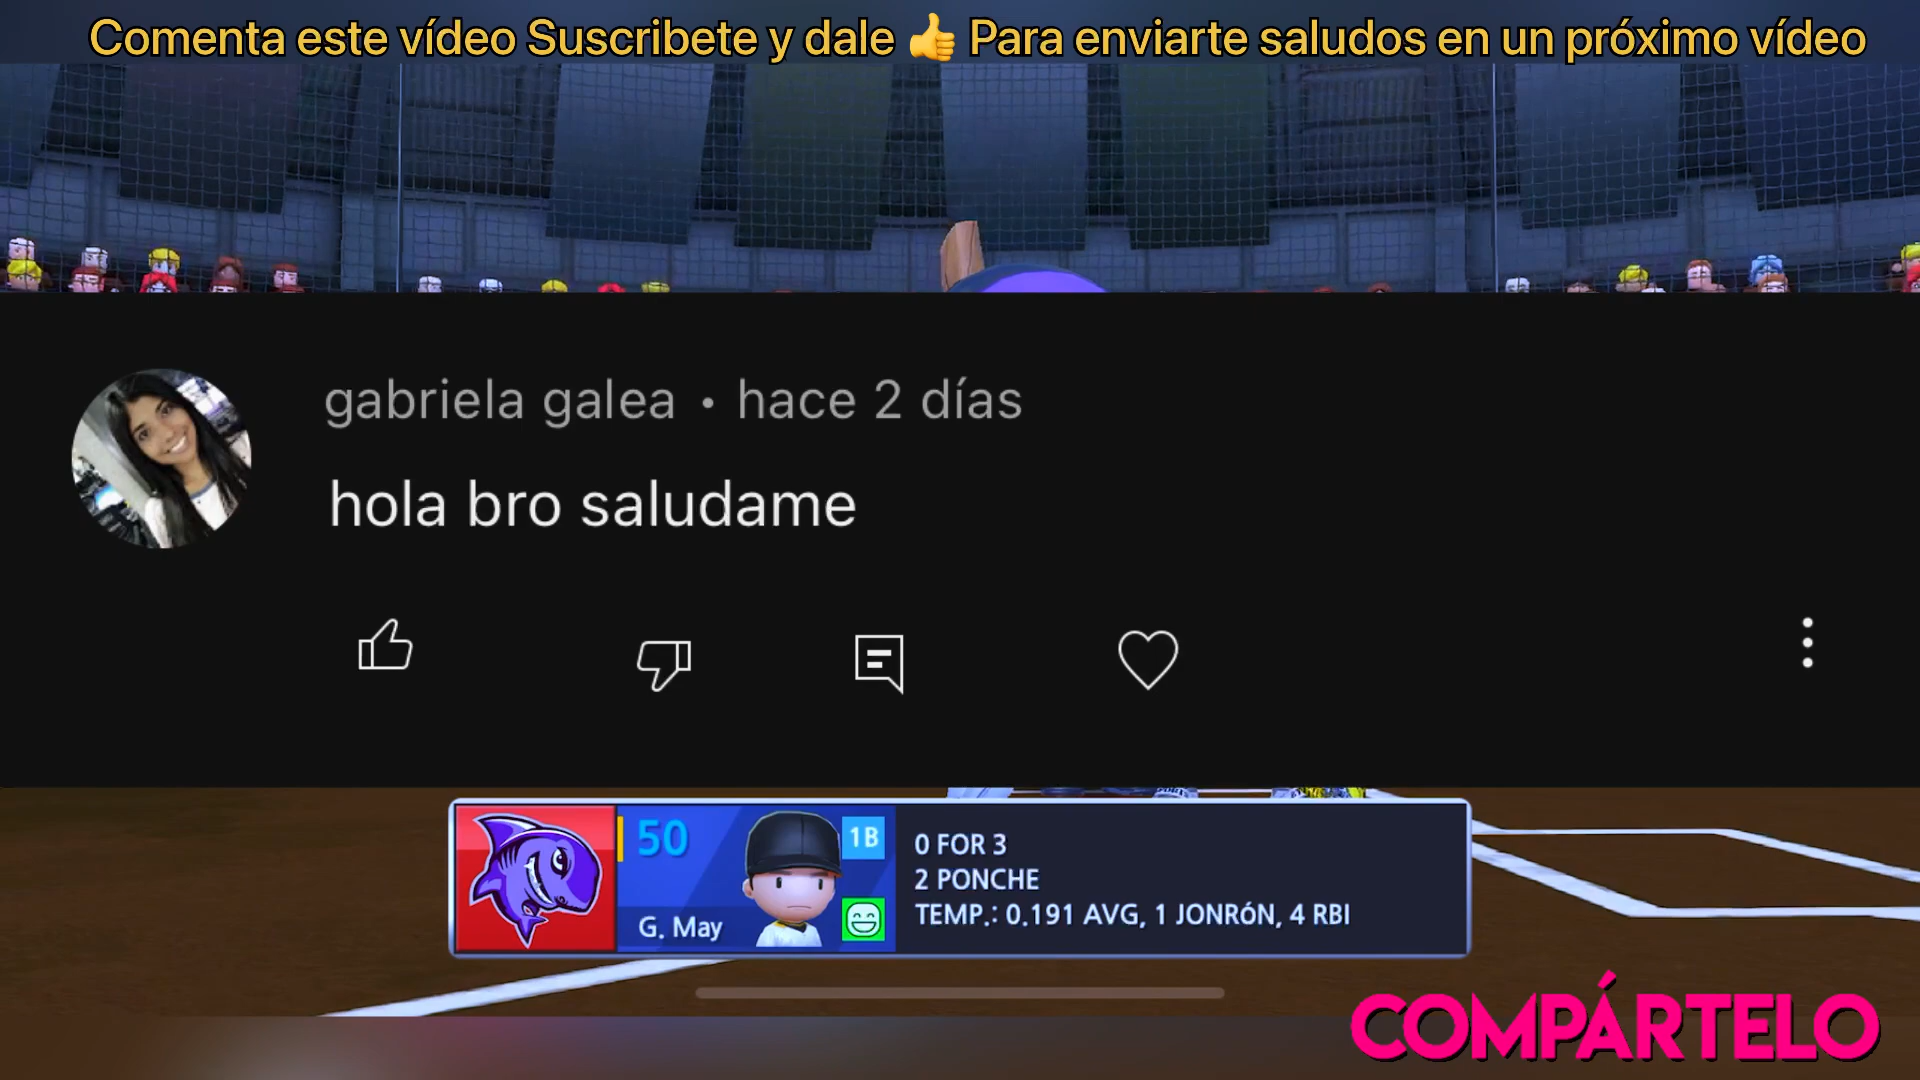 Comenta este vídeo Suscribete y dale 👍 Para enviarte saludos en un próximo vídeo
gabriela galea • hace 2 días
hola bro saludame
50
1B
G. May
0 FOR 3
2 PONCHE
TEMP.: 0.191 AVG, 1 JONRóN, 4 RBI
COMPÁRTELO